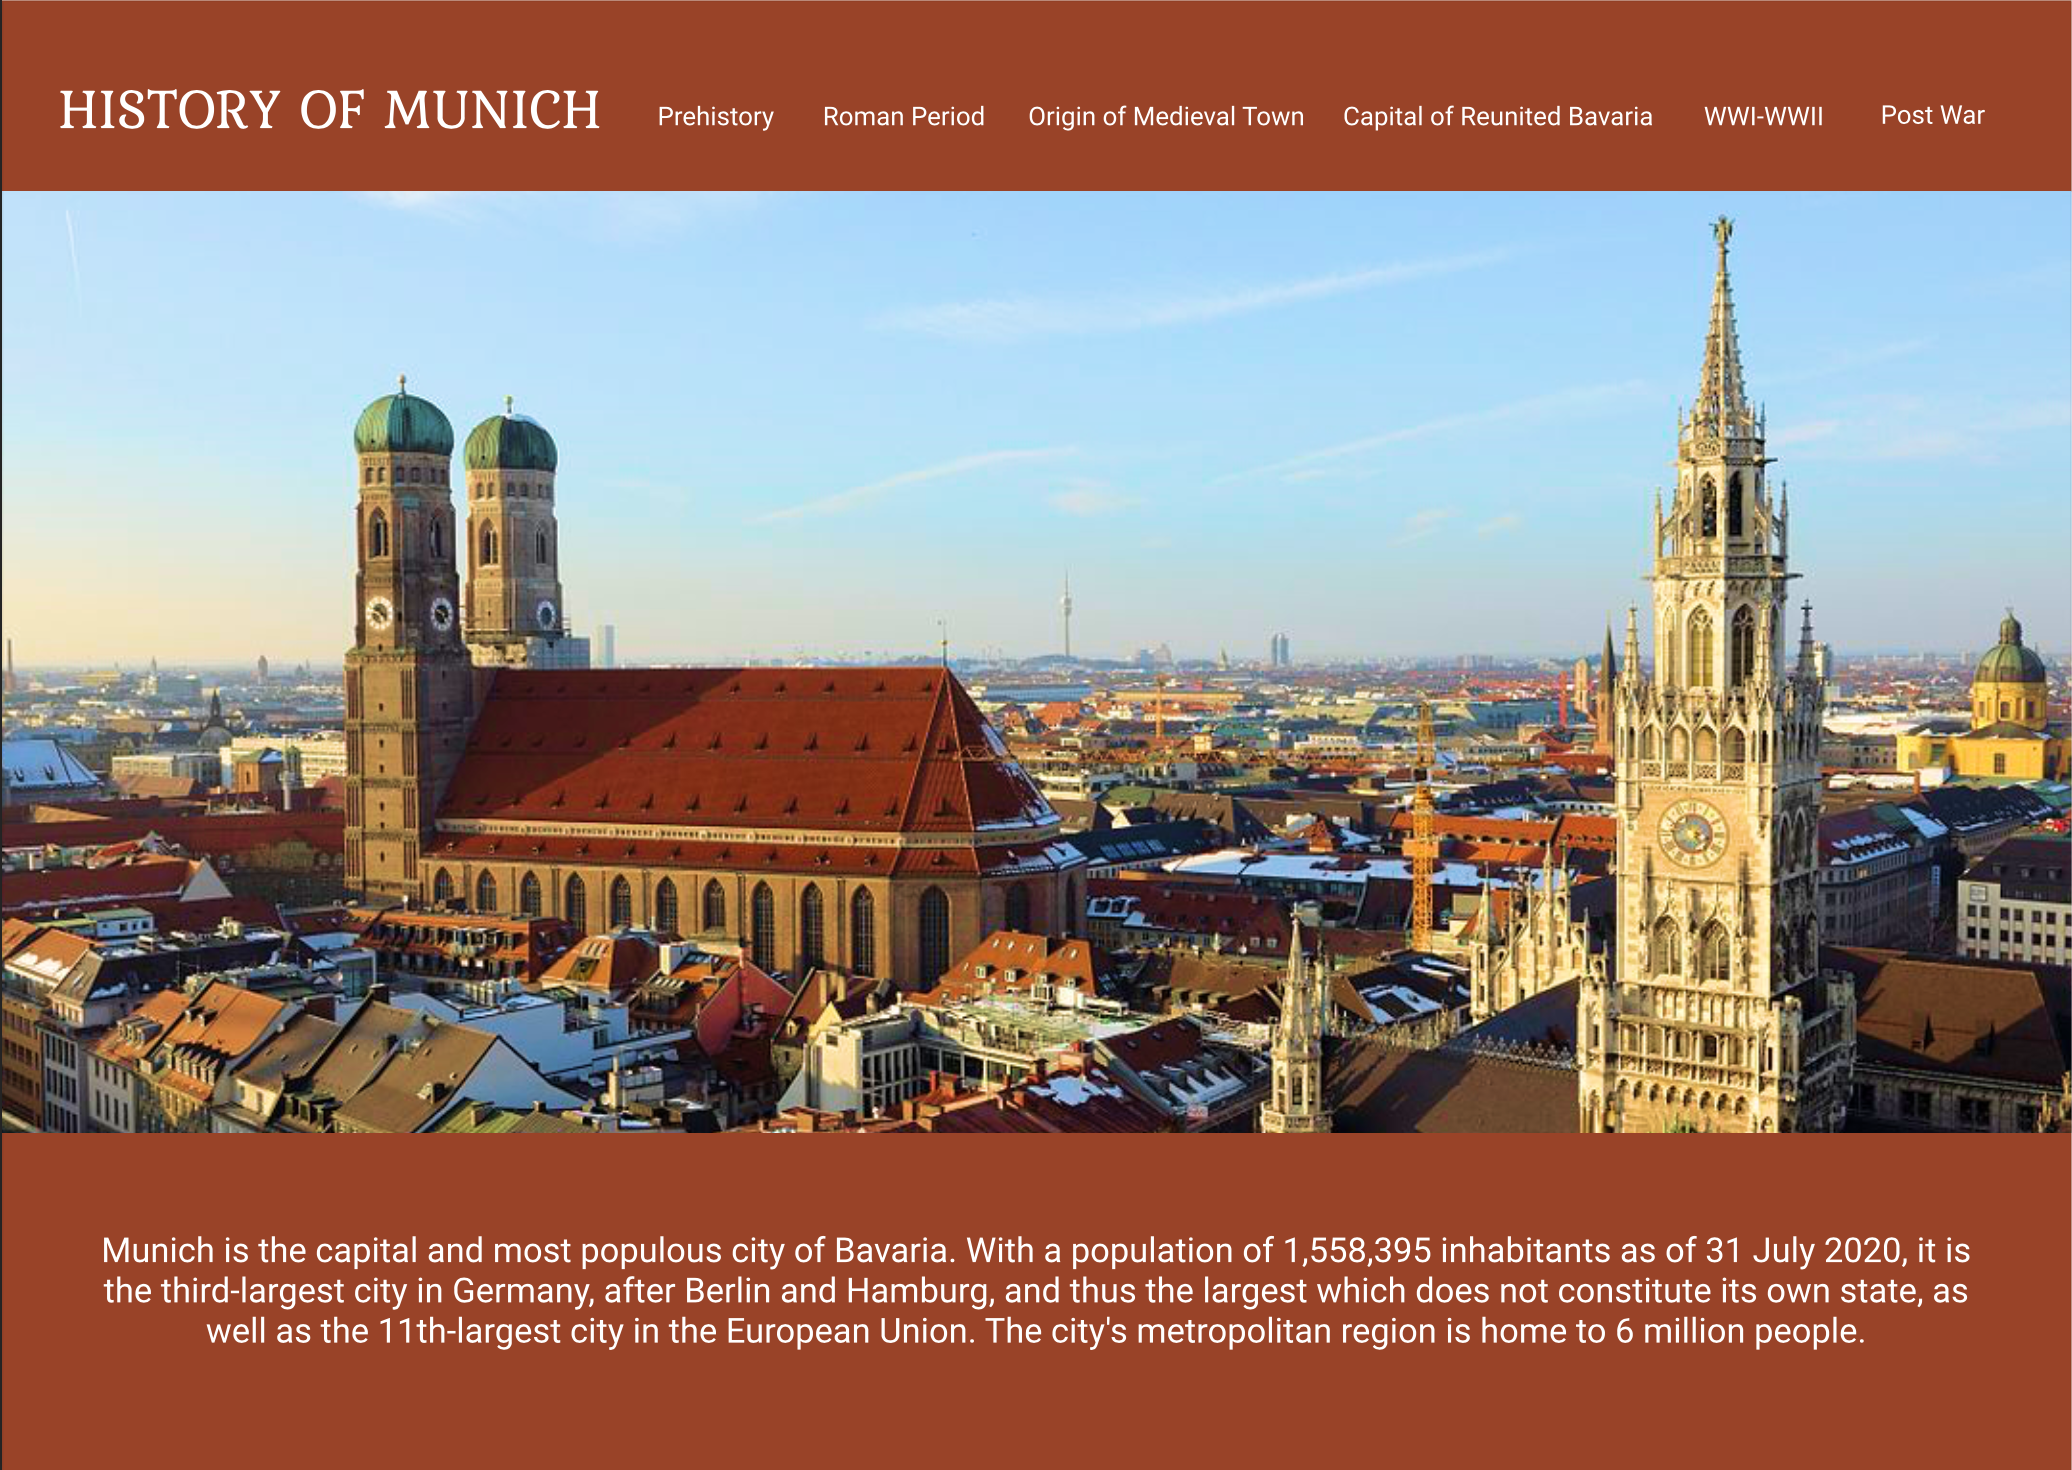 HISTORY OF MUNICH
Prehistory
Roman Period
Origin of Medieval Town
Capital of Reunited Bavaria
WWI-WWII
Post War
Munich is the capital and most populous city of Bavaria. With a population of 1,558,395 inhabitants as of 31 July 2020, it is
the third-largest city in Germany, after Berlin and Hamburg, and thus the largest which does not constitute its own state, as
well as the 11th-largest city in the European Union. The city's metropolitan region is home to 6 million people.